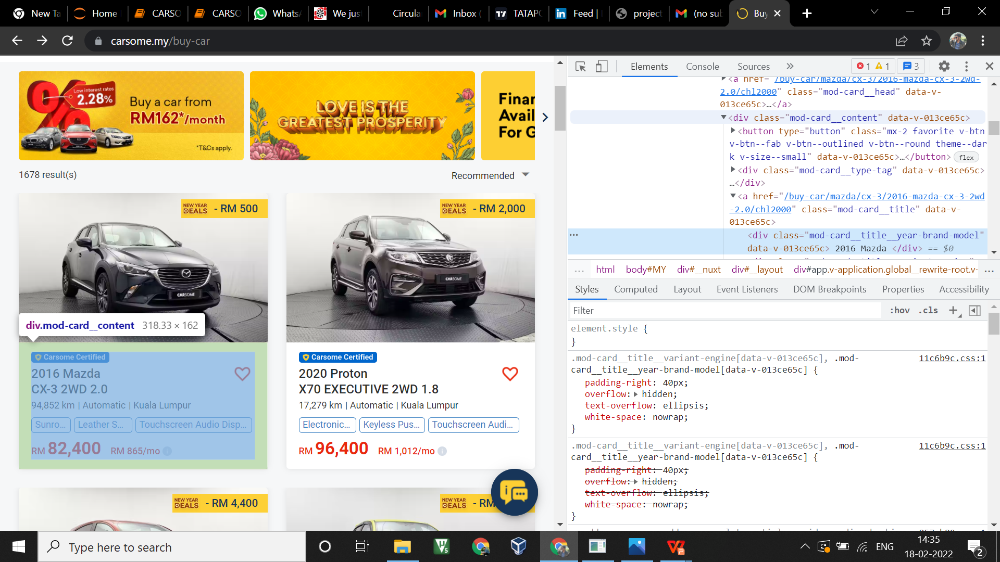 New Ta
Home
CARSO
CARSO
WhatsA
We jus
Circula
Inbox (
TATAPO
Feed |
project
(no sub
Buy
carsome.my/buy-car
Low interest rates
2.28%
Buy a car from
RM162*/month
*T&Cs apply.
LOVE IS THE
GREATEST PROSPERITY
Finan
Avail
For G
1678 result(s)
Recommended
NEW YEAR
DEALS
- RM 500
NEW YEAR
DEALS
- RM 2,000
CARSOME
CARSOME
div.mod-card__content 318.33 × 162
Carsome Certified
2016 Mazda
CX-3 2WD 2.0
94,852 km | Automatic | Kuala Lumpur
Sunro... Leather S... Touchscreen Audio Disp...
RM 82,400 RM 865/mo
Carsome Certified
2020 Proton
X70 EXECUTIVE 2WD 1.8
17,279 km | Automatic | Kuala Lumpur
Electronic... Keyless Pus... Touchscreen Audi...
RM 96,400 RM 1,012/mo
NEW YEAR
DEALS
- RM 4,400
NEW YEAR
DEALS
- RM
Elements Console Sources » 1 1 3
<a href="/buy-car/mazda/cx-3/2016-mazda-cx-3-2wd-
2.0/chl2000" class="mod-card__head" data-v-
013ce65c>…</a>
<div class="mod-card__content" data-v-013ce65c>
<button type="button" class="mx-2 favorite v-btn
v-btn--fab v-btn--outlined v-btn--round theme--dar
k v-size--small" data-v-013ce65c>…</button> flex
<div class="mod-card__type-tag" data-v-013ce65c>
…</div>
<a href="/buy-car/mazda/cx-3/2016-mazda-cx-3-2wd
-2.0/chl2000" class="mod-card__title" data-v-
013ce65c>
<div class="mod-card__title__year-brand-model"
data-v-013ce65c> 2016 Mazda </div> == $0
... html body#MY div#__nuxt div#__layout div#app.v-application.global__rewrite-root.v- ...
Styles Computed Layout Event Listeners DOM Breakpoints Properties Accessibility
Filter :hov .cls
element.style {
}
.mod-card__title__variant-engine[data-v-013ce65c], .mod- 11c6b9c.css:1
card__title__year-brand-model[data-v-013ce65c] {
padding-right: 40px;
overflow: hidden;
text-overflow: ellipsis;
white-space: nowrap;
}
.mod-card__title__variant-engine[data-v-013ce65c], .mod- 11c6b9c.css:1
card__title__year-brand-model[data-v-013ce65c] {
padding-right: 40px;
overflow: hidden;
text-overflow: ellipsis;
white-space: nowrap;
}
Type here to search
ENG
14:35
18-02-2022
2